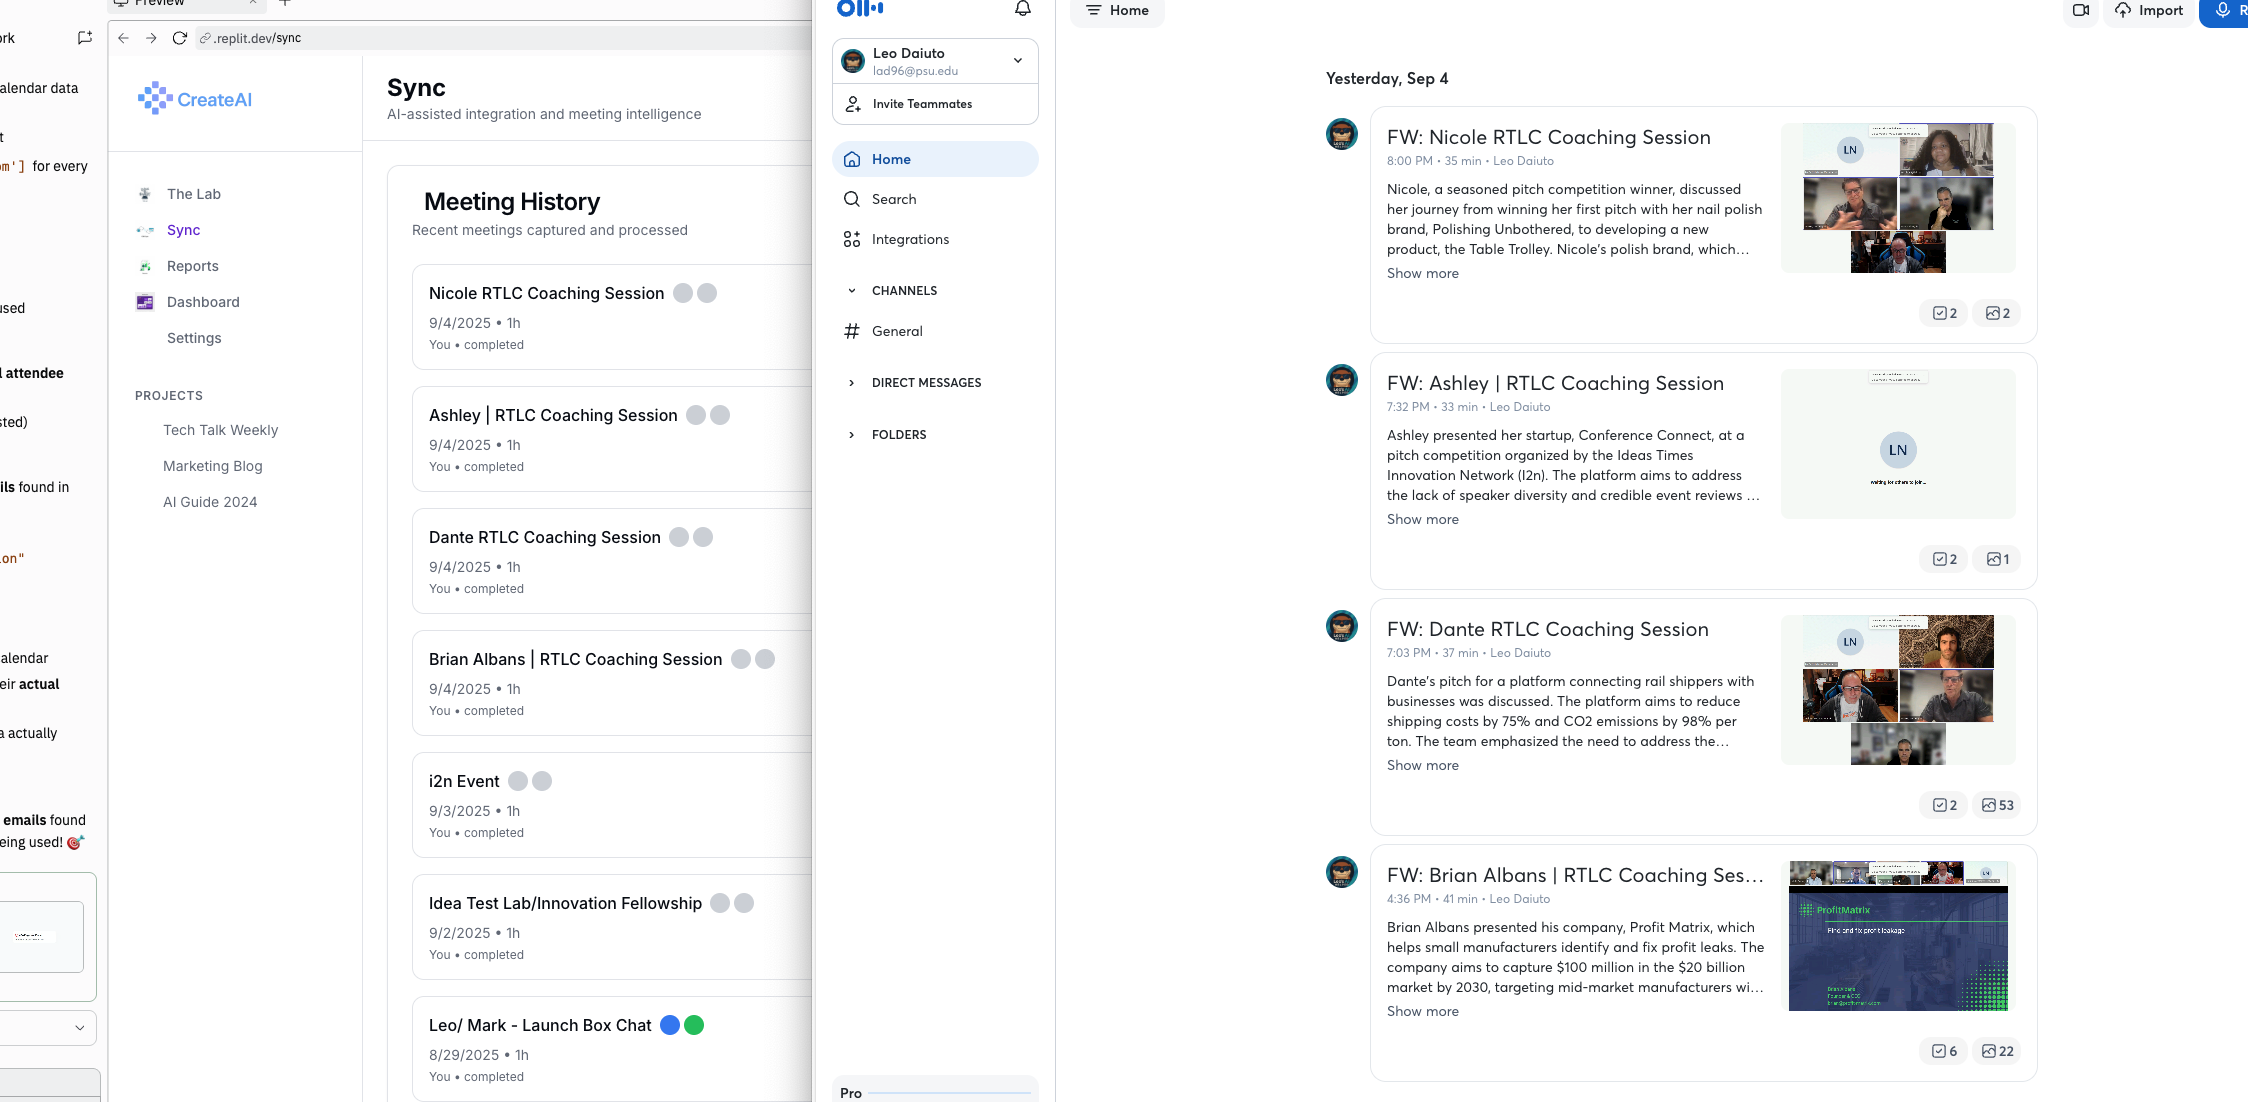 Preview
ork
alendar data
t
om'] for every
used
l attendee
sted)
ils found in
ion"
alendar
eir actual
a actually
emails found
eing used! 🎯
.replit.dev/sync
CreateAI
The Lab
Sync
Reports
Dashboard
Settings
PROJECTS
Tech Talk Weekly
Marketing Blog
AI Guide 2024
Sync
AI-assisted integration and meeting intelligence
Meeting History
Recent meetings captured and processed
Nicole RTLC Coaching Session
9/4/2025 • 1h
You • completed
Ashley | RTLC Coaching Session
9/4/2025 • 1h
You • completed
Dante RTLC Coaching Session
9/4/2025 • 1h
You • completed
Brian Albans | RTLC Coaching Session
9/4/2025 • 1h
You • completed
i2n Event
9/3/2025 • 1h
You • completed
Idea Test Lab/Innovation Fellowship
9/2/2025 • 1h
You • completed
Leo/ Mark - Launch Box Chat
8/29/2025 • 1h
You • completed
Leo Daiuto
lad96@psu.edu
Invite Teammates
Home
Search
Integrations
CHANNELS
General
DIRECT MESSAGES
FOLDERS
Pro
Home
Import
R
Yesterday, Sep 4
FW: Nicole RTLC Coaching Session
8:00 PM • 35 min • Leo Daiuto
Nicole, a seasoned pitch competition winner, discussed
her journey from winning her first pitch with her nail polish
brand, Polishing Unbothered, to developing a new
product, the Table Trolley. Nicole's polish brand, which…
Show more
LN
2
2
FW: Ashley | RTLC Coaching Session
7:32 PM • 33 min • Leo Daiuto
Ashley presented her startup, Conference Connect, at a
pitch competition organized by the Ideas Times
Innovation Network (I2n). The platform aims to address
the lack of speaker diversity and credible event reviews …
Show more
LN
Waiting for others to join...
2
1
FW: Dante RTLC Coaching Session
7:03 PM • 37 min • Leo Daiuto
Dante's pitch for a platform connecting rail shippers with
businesses was discussed. The platform aims to reduce
shipping costs by 75% and CO2 emissions by 98% per
ton. The team emphasized the need to address the…
Show more
LN
2
53
FW: Brian Albans | RTLC Coaching Ses…
4:36 PM • 41 min • Leo Daiuto
Brian Albans presented his company, Profit Matrix, which
helps small manufacturers identify and fix profit leaks. The
company aims to capture $100 million in the $20 billion
market by 2030, targeting mid-market manufacturers wi…
Show more
LN
ProfitMatrix
Find and fix profit leakage
Brian Albans
Founder & CEO
6
22